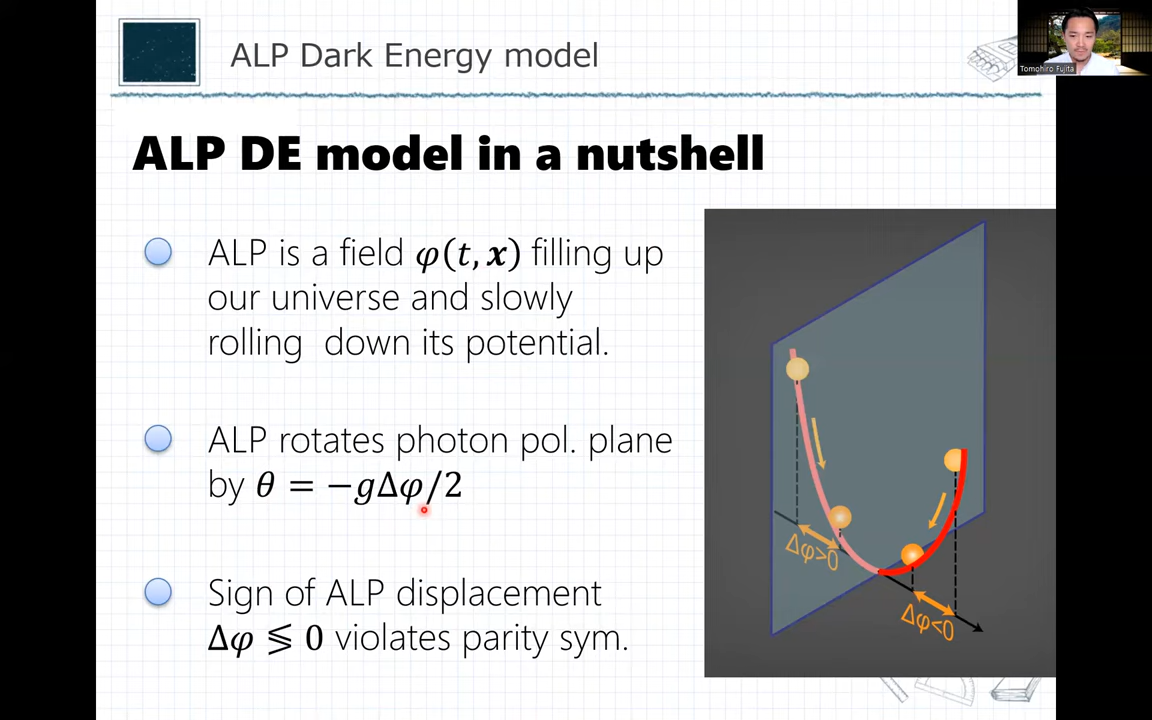 ALP Dark Energy model
Tomohiro Fujita
ALP DE model in a nutshell
ALP is a field φ(t, x) filling up
our universe and slowly
rolling down its potential.
ALP rotates photon pol. plane
by θ = −gΔφ/2
Sign of ALP displacement
Δφ ≶ 0 violates parity sym.
Δφ>0
Δφ<0